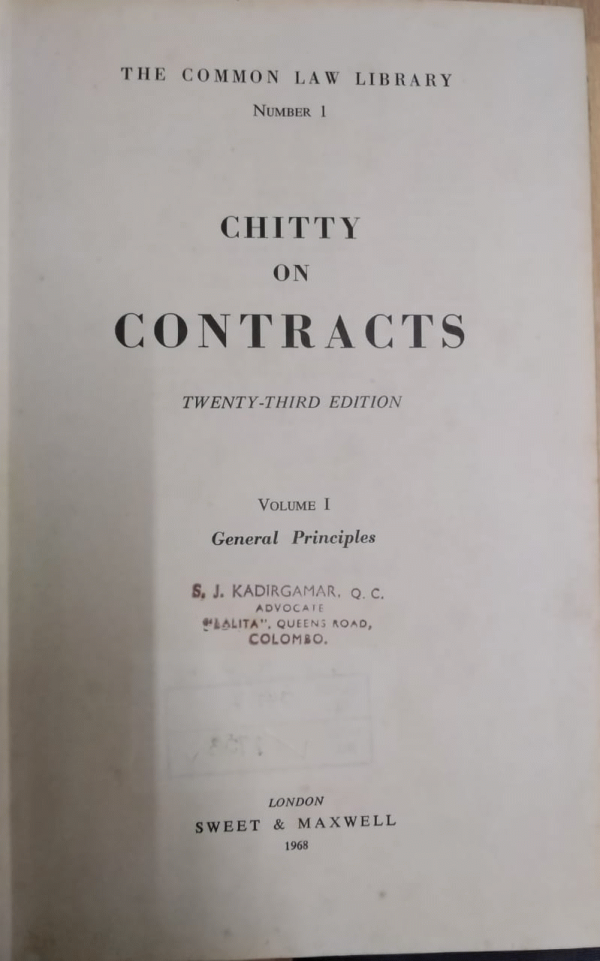 THE COMMON LAW LIBRARY
NUMBER 1
CHITTY
ON
CONTRACTS
TWENTY-THIRD EDITION
VOLUME I
General Principles
S. J. KADIRGAMAR, Q. C.
ADVOCATE
"LALITA", QUEENS ROAD,
COLOMBO.
LONDON
SWEET & MAXWELL
1968